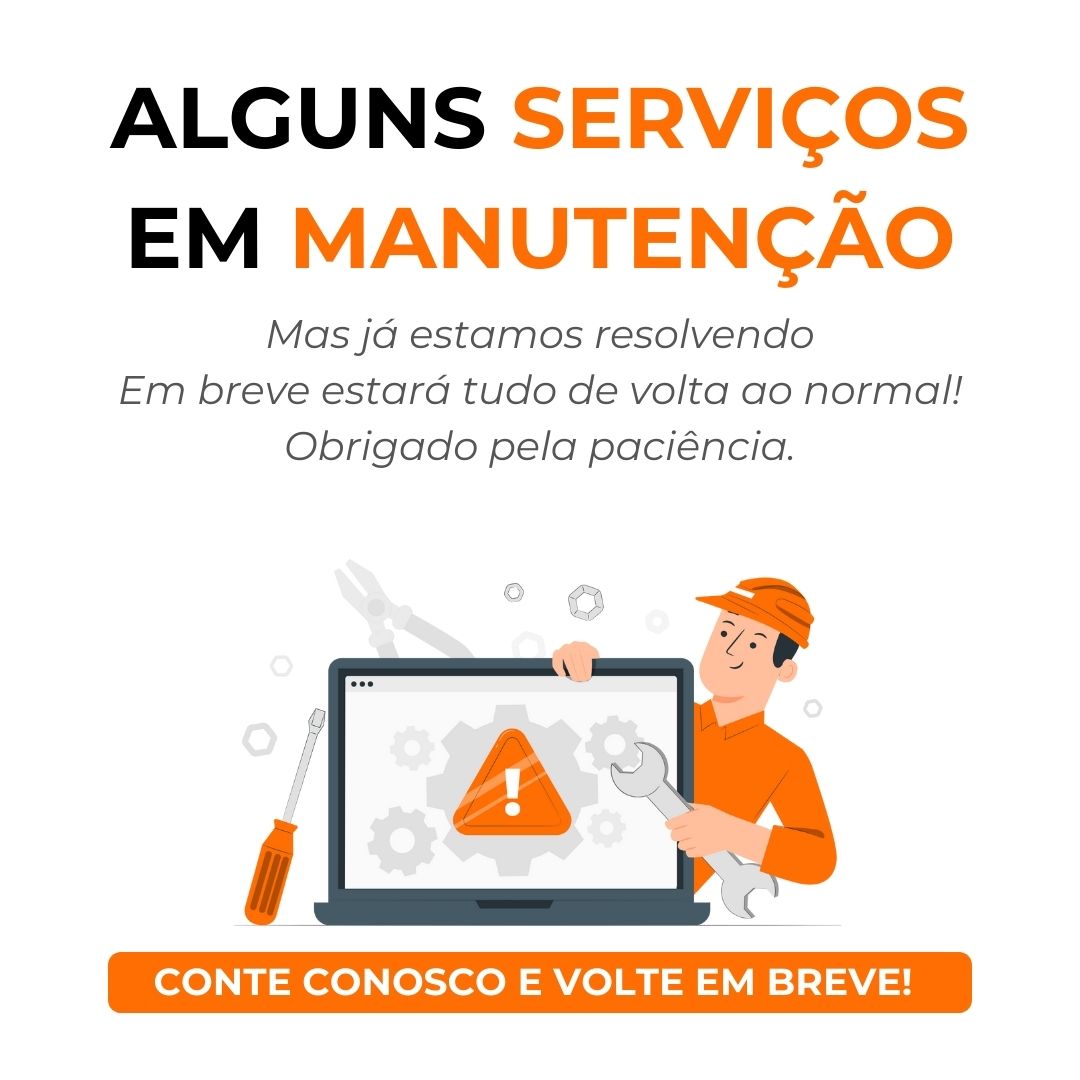 ALGUNS SERVIÇOS
EM MANUTENÇÃO
Mas já estamos resolvendo
Em breve estará tudo de volta ao normal!
Obrigado pela paciência.
!
CONTE CONOSCO E VOLTE EM BREVE!